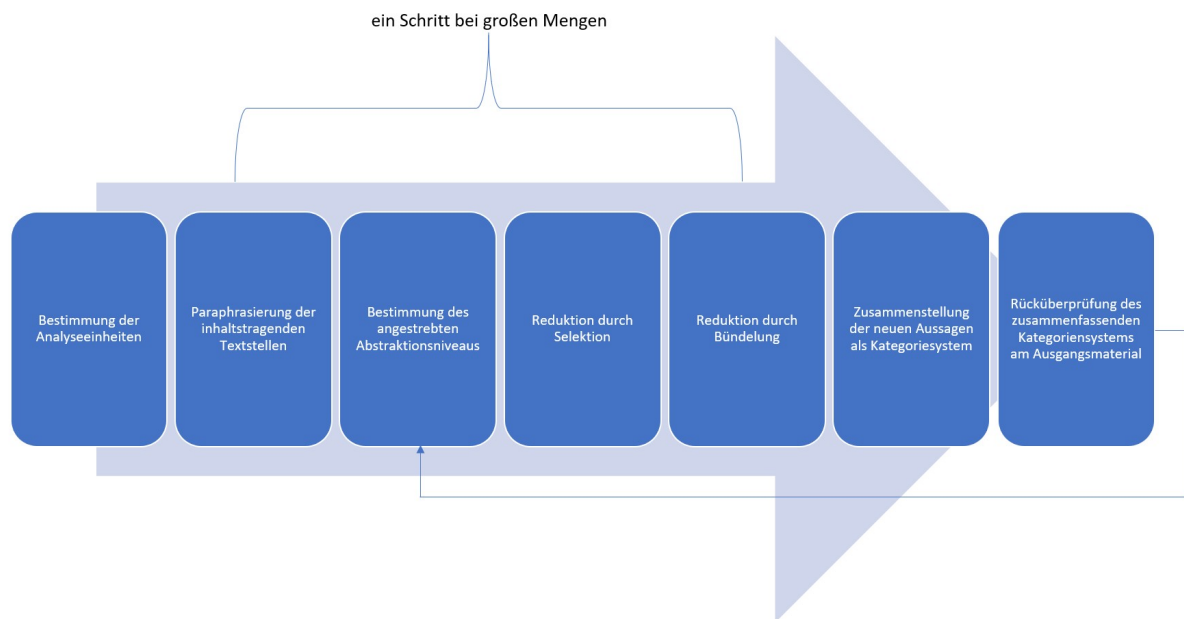 ein Schritt bei großen Mengen
Bestimmung der
Analyseeinheiten
Paraphrasierung der
inhaltstragenden
Textstellen
Bestimmung des
angestrebten
Abstraktionsniveaus
Reduktion durch
Selektion
Reduktion durch
Bündelung
Zusammenstellung
der neuen Aussagen
als Kategoriesystem
Rücküberprüfung des
zusammenfassenden
Kategoriensystems
am Ausgangsmaterial